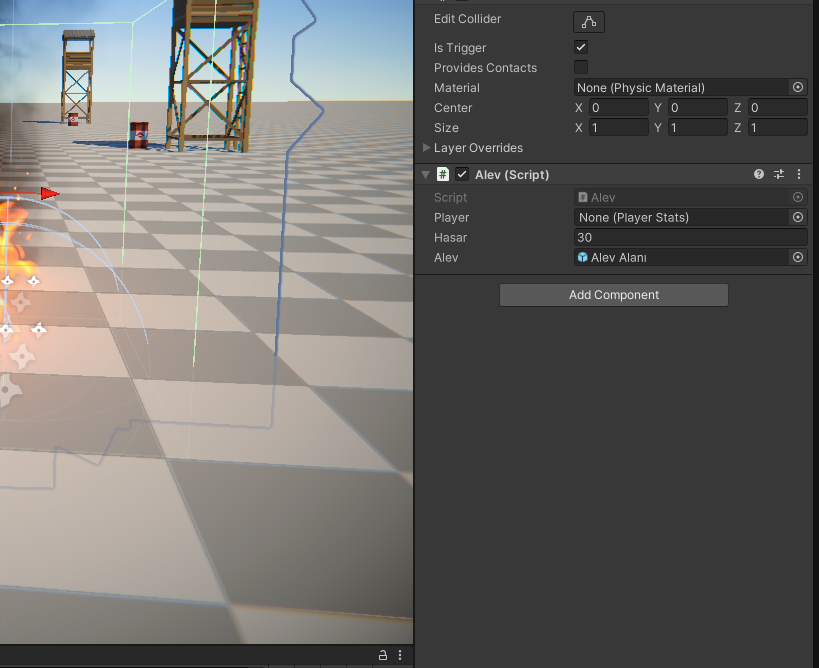 Edit Collider
Is Trigger
Provides Contacts
Material None (Physic Material)
Center X 0 Y 0 Z 0
Size X 1 Y 1 Z 1
Layer Overrides
# Alev (Script)
Script Alev
Player None (Player Stats)
Hasar 30
Alev Alev Alanı
Add Component